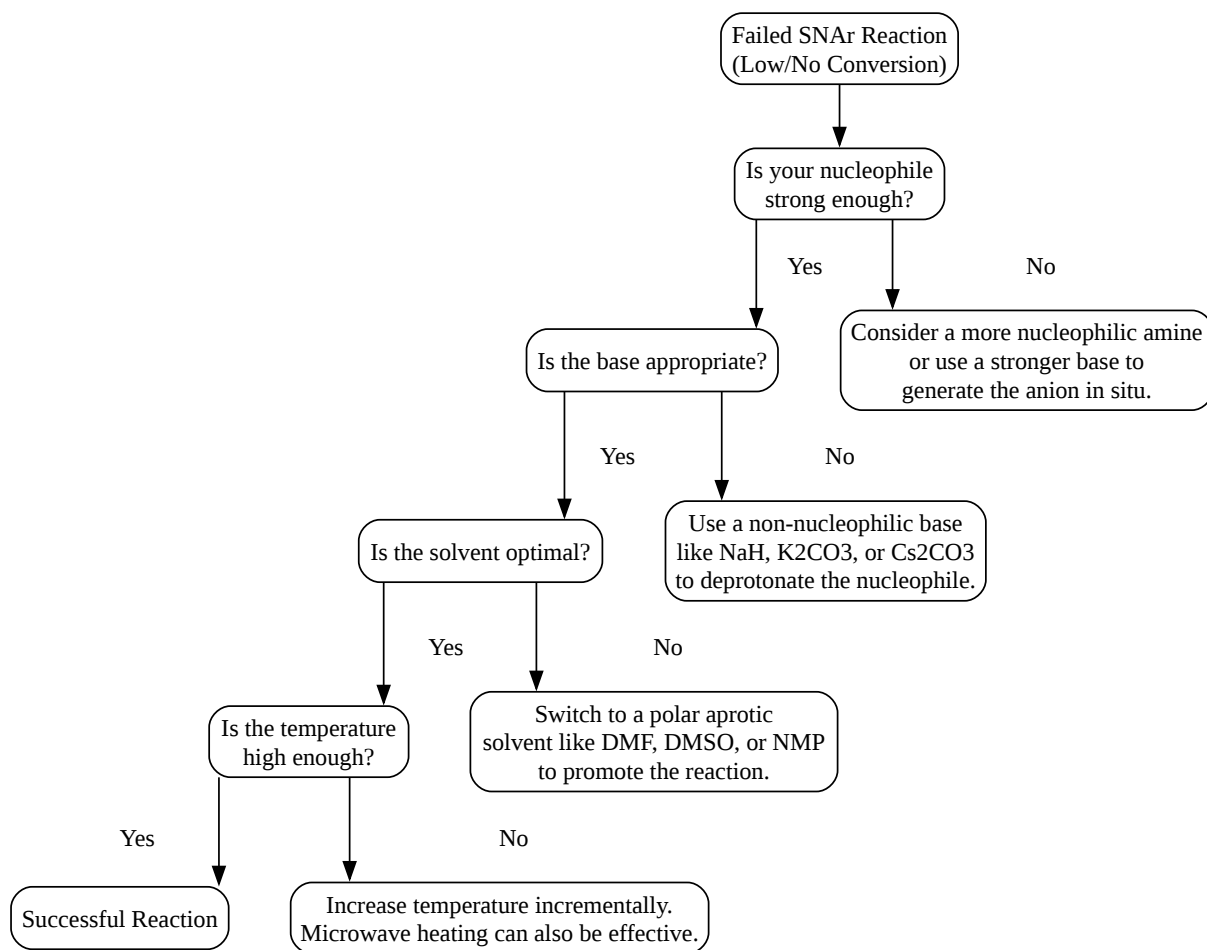 Failed SNAr Reaction
(Low/No Conversion)
Is your nucleophile
strong enough?
Yes
No
Consider a more nucleophilic amine
or use a stronger base to
generate the anion in situ.
Is the base appropriate?
Yes
No
Use a non-nucleophilic base
like NaH, K2CO3, or Cs2CO3
to deprotonate the nucleophile.
Is the solvent optimal?
Yes
No
Switch to a polar aprotic
solvent like DMF, DMSO, or NMP
to promote the reaction.
Is the temperature
high enough?
Yes
No
Successful Reaction
Increase temperature incrementally.
Microwave heating can also be effective.